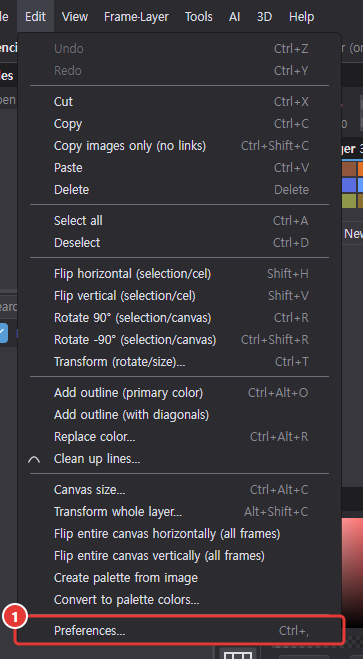 le Edit View Frame·Layer Tools AI 3D Help
Undo Ctrl+Z
Redo Ctrl+Y
Cut Ctrl+X
Copy Ctrl+C
Copy images only (no links) Ctrl+Shift+C
Paste Ctrl+V
Delete Delete
Select all Ctrl+A
Deselect Ctrl+D
Flip horizontal (selection/cel) Shift+H
Flip vertical (selection/cel) Shift+V
Rotate 90° (selection/canvas) Ctrl+R
Rotate -90° (selection/canvas) Ctrl+Shift+R
Transform (rotate/size)... Ctrl+T
Add outline (primary color) Ctrl+Alt+O
Add outline (with diagonals)
Replace color... Ctrl+Alt+R
Clean up lines...
Canvas size... Ctrl+Alt+C
Transform whole layer... Alt+Shift+C
Flip entire canvas horizontally (all frames)
Flip entire canvas vertically (all frames)
Create palette from image
Convert to palette colors...
1
Preferences... Ctrl+,
New